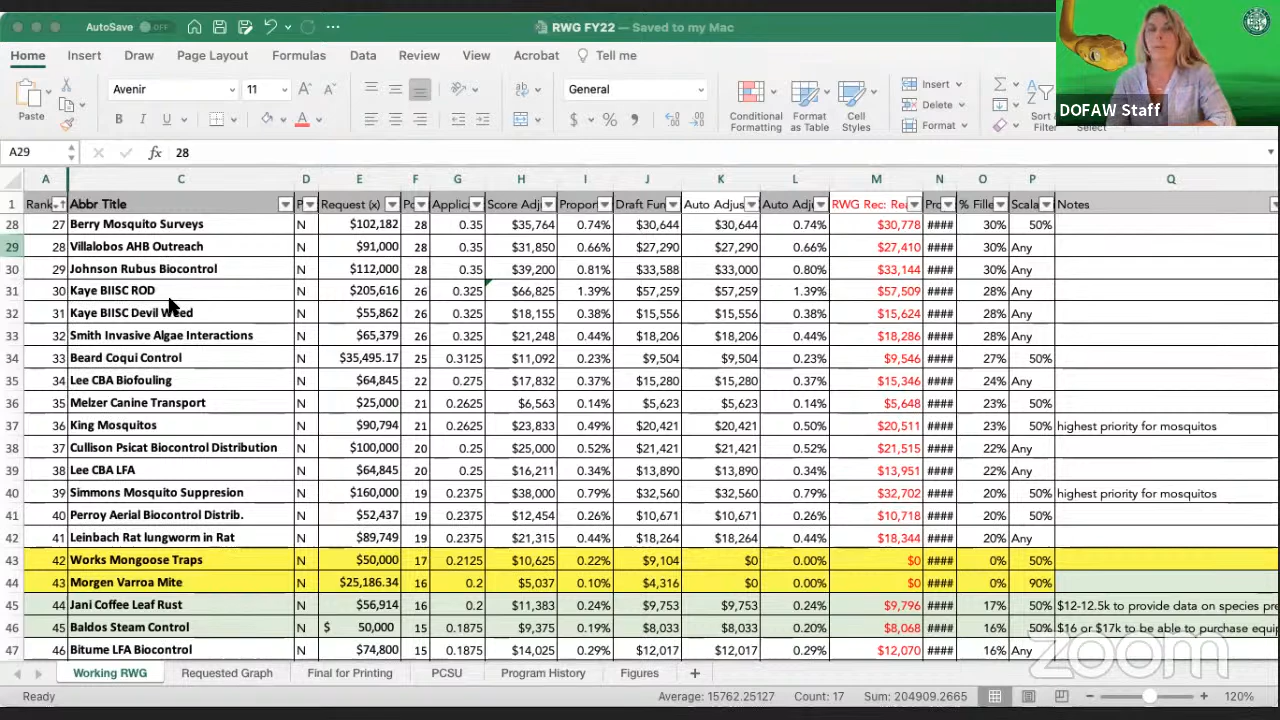 AutoSave OFF RWG FY22 — Saved to my Mac
Home Insert Draw Page Layout Formulas Data Review View Acrobat Tell me
Paste Avenir 11 General Conditional Formatting Format as Table Cell Styles Insert Delete Format
DOFAW Staff
A29 fx 28
A C D E F G H I J K L M N O P Q
1 Rank Abbr Title Request (x) Applica Score Adj Propor Draft Fun Auto Adjus Auto Adj RWG Rec: Re Pro % Fille Scala Notes
28 27 Berry Mosquito Surveys N $102,182 28 0.35 $35,764 0.74% $30,644 $30,644 0.74% $30,778 #### 30% 50%
29 28 Villalobos AHB Outreach N $91,000 28 0.35 $31,850 0.66% $27,290 $27,290 0.66% $27,410 #### 30% Any
30 29 Johnson Rubus Biocontrol N $112,000 28 0.35 $39,200 0.81% $33,588 $33,000 0.80% $33,144 #### 30% Any
31 30 Kaye BIISC ROD N $205,616 26 0.325 $66,825 1.39% $57,259 $57,259 1.39% $57,509 #### 28% Any
32 31 Kaye BIISC Devil Weed N $55,862 26 0.325 $18,155 0.38% $15,556 $15,556 0.38% $15,624 #### 28% Any
33 32 Smith Invasive Algae Interactions N $65,379 26 0.325 $21,248 0.44% $18,206 $18,206 0.44% $18,286 #### 28% Any
34 33 Beard Coqui Control N $35,495.17 25 0.3125 $11,092 0.23% $9,504 $9,504 0.23% $9,546 #### 27% 50%
35 34 Lee CBA Biofouling N $64,845 22 0.275 $17,832 0.37% $15,280 $15,280 0.37% $15,346 #### 24% Any
36 35 Melzer Canine Transport N $25,000 21 0.2625 $6,563 0.14% $5,623 $5,623 0.14% $5,648 #### 23% 50%
37 36 King Mosquitos N $90,794 21 0.2625 $23,833 0.49% $20,421 $20,421 0.50% $20,511 #### 23% 50% highest priority for mosquitos
38 37 Cullison Psicat Biocontrol Distribution N $100,000 20 0.25 $25,000 0.52% $21,421 $21,421 0.52% $21,515 #### 22% Any
39 38 Lee CBA LFA N $64,845 20 0.25 $16,211 0.34% $13,890 $13,890 0.34% $13,951 #### 22% Any
40 39 Simmons Mosquito Suppresion N $160,000 19 0.2375 $38,000 0.79% $32,560 $32,560 0.79% $32,702 #### 20% 50% highest priority for mosquitos
41 40 Perroy Aerial Biocontrol Distrib. N $52,437 19 0.2375 $12,454 0.26% $10,671 $10,671 0.26% $10,718 #### 20% 50%
42 41 Leinbach Rat lungworm in Rat N $89,749 19 0.2375 $21,315 0.44% $18,264 $18,264 0.44% $18,344 #### 20% Any
43 42 Works Mongoose Traps N $50,000 17 0.2125 $10,625 0.22% $9,104 $0 0.00% $0 #### 0% 50%
44 43 Morgen Varroa Mite N $25,186.34 16 0.2 $5,037 0.10% $4,316 $0 0.00% $0 #### 0% 90%
45 44 Jani Coffee Leaf Rust N $56,914 16 0.2 $11,383 0.24% $9,753 $9,753 0.24% $9,796 #### 17% 50% $12-12.5k to provide data on species pre
46 45 Baldos Steam Control N $ 50,000 15 0.1875 $9,375 0.19% $8,033 $8,033 0.20% $8,068 #### 16% 50% $16 or $17k to be able to purchase equip
47 46 Bitume LFA Biocontrol N $74,800 15 0.1875 $14,025 0.29% $12,017 $12,017 0.29% $12,070 #### 16% Any
Working RWG Requested Graph Final for Printing PCSU Program History Figures +
zoom
Ready Average: 15762.25127 Count: 17 Sum: 204909.2665 120%